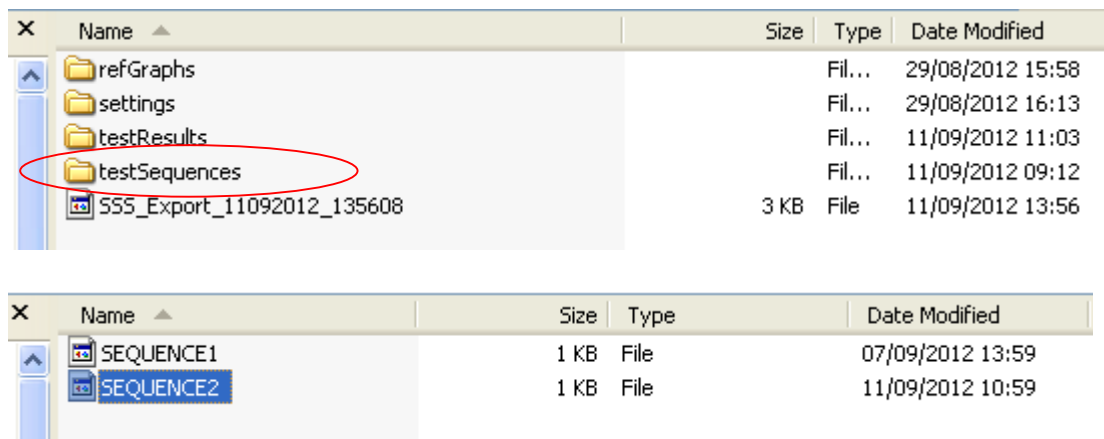 Name Size Type Date Modified
refGraphs Fil... 29/08/2012 15:58
settings Fil... 29/08/2012 16:13
testResults Fil... 11/09/2012 11:03
testSequences Fil... 11/09/2012 09:12
SSS_Export_11092012_135608 3 KB File 11/09/2012 13:56
Name Size Type Date Modified
SEQUENCE1 1 KB File 07/09/2012 13:59
SEQUENCE2 1 KB File 11/09/2012 10:59